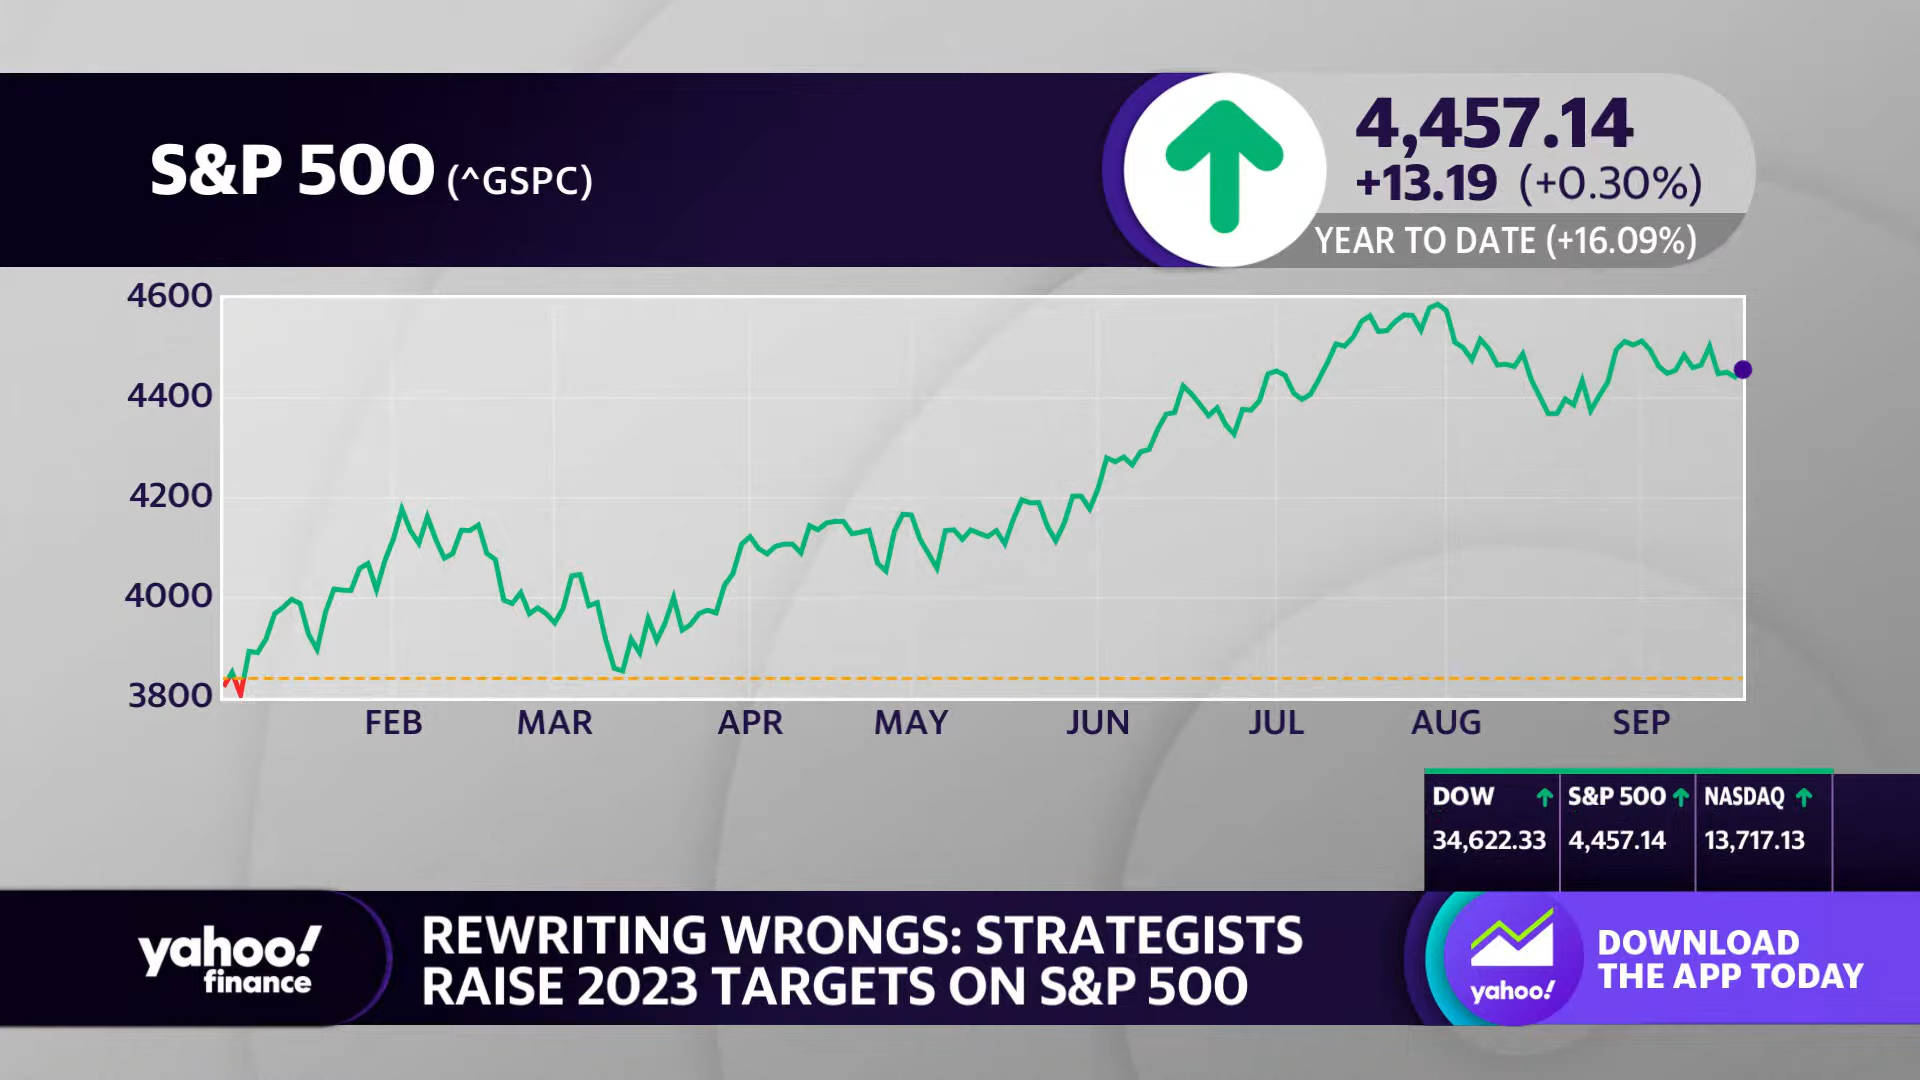 S&P 500 (^GSPC)
4,457.14
+13.19 (+0.30%)
YEAR TO DATE (+16.09%)
4600
4400
4200
4000
3800
FEB MAR APR MAY JUN JUL AUG SEP
DOW S&P 500 NASDAQ
34,622.33 4,457.14 13,717.13
yahoo!
finance
REWRITING WRONGS: STRATEGISTS
RAISE 2023 TARGETS ON S&P 500
yahoo!
DOWNLOAD
THE APP TODAY